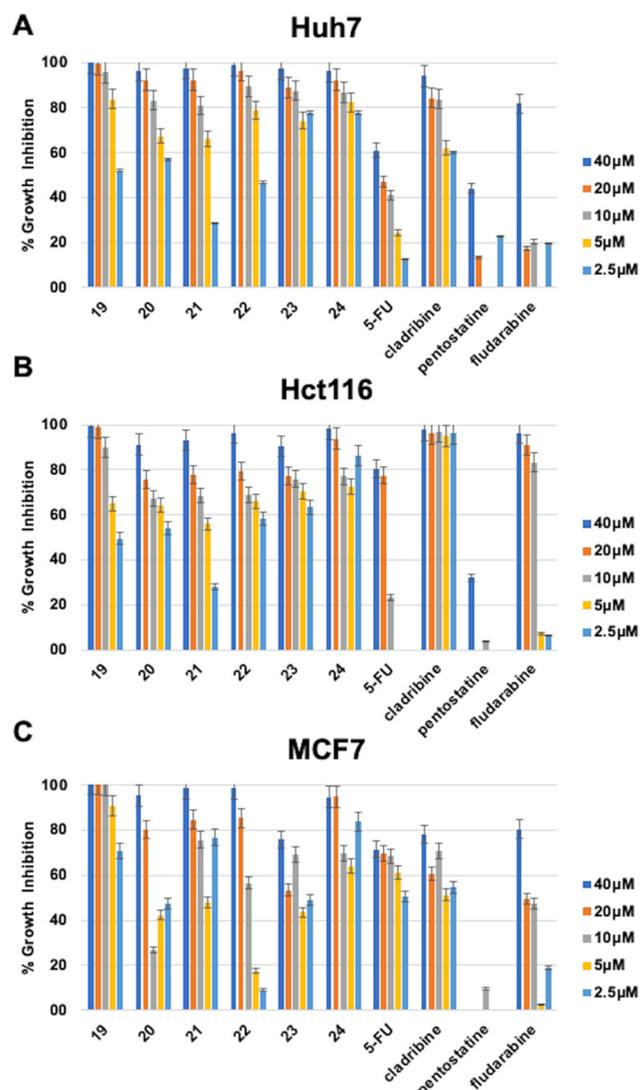 A
Huh7
% Growth Inhibition
100
80
60
40
20
00
19
20
21
22
23
24
5-FU
cladribine
pentostatine
fludarabine
40µM
20µM
10µM
5µM
2.5µM
B
Hct116
% Growth Inhibition
100
80
60
40
20
00
19
20
21
22
23
24
5-FU
cladribine
pentostatine
fludarabine
40µM
20µM
10µM
5µM
2.5µM
C
MCF7
% Growth Inhibition
100
80
60
40
20
00
19
20
21
22
23
24
5-FU
cladribine
pentostatine
fludarabine
40µM
20µM
10µM
5µM
2.5µM